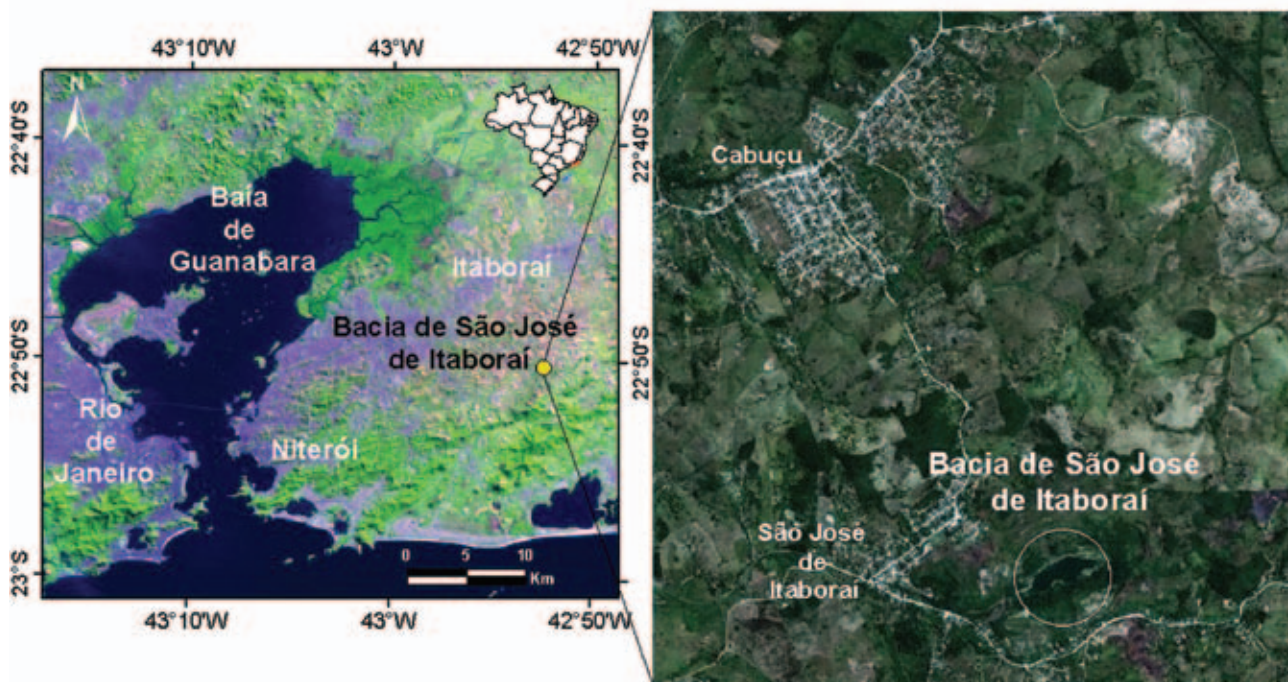 43°10'W
43°W
42°50'W
N
22°40'S
22°40'S
Baía
de
Guanabara
Itaboraí
Bacia de São José
de Itaboraí
22°50'S
22°50'S
Rio
de
Janeiro
Niterói
0 5 10
Km
23°S
43°10'W
43°W
42°50'W
Cabuçu
Bacia de São José
de Itaboraí
São José
de
Itaboraí